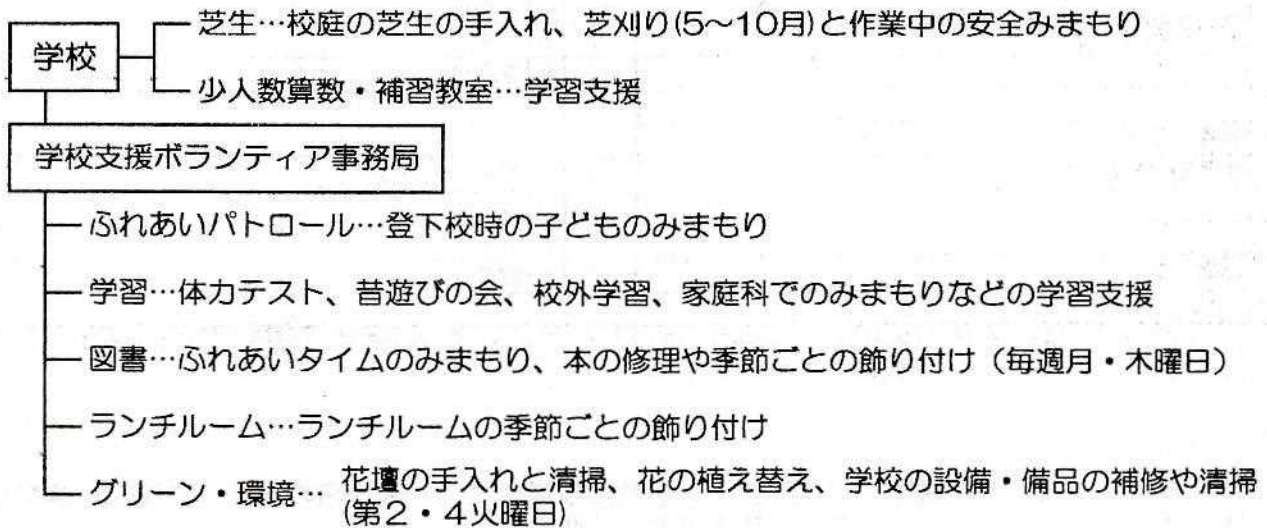 芝生…校庭の芝生の手入れ、芝刈り(5～10月)と作業中の安全みまもり
学校
少人数算数・補習教室…学習支援
学校支援ボランティア事務局
ふれあいパトロール…登下校時の子どものみまもり
学習…体力テスト、昔遊びの会、校外学習、家庭科でのみまもりなどの学習支援
図書…ふれあいタイムのみまもり、本の修理や季節ごとの飾り付け（毎週月・木曜日）
ランチルーム…ランチルームの季節ごとの飾り付け
グリーン・環境…花壇の手入れと清掃、花の植え替え、学校の設備・備品の補修や清掃
(第2・4火曜日)